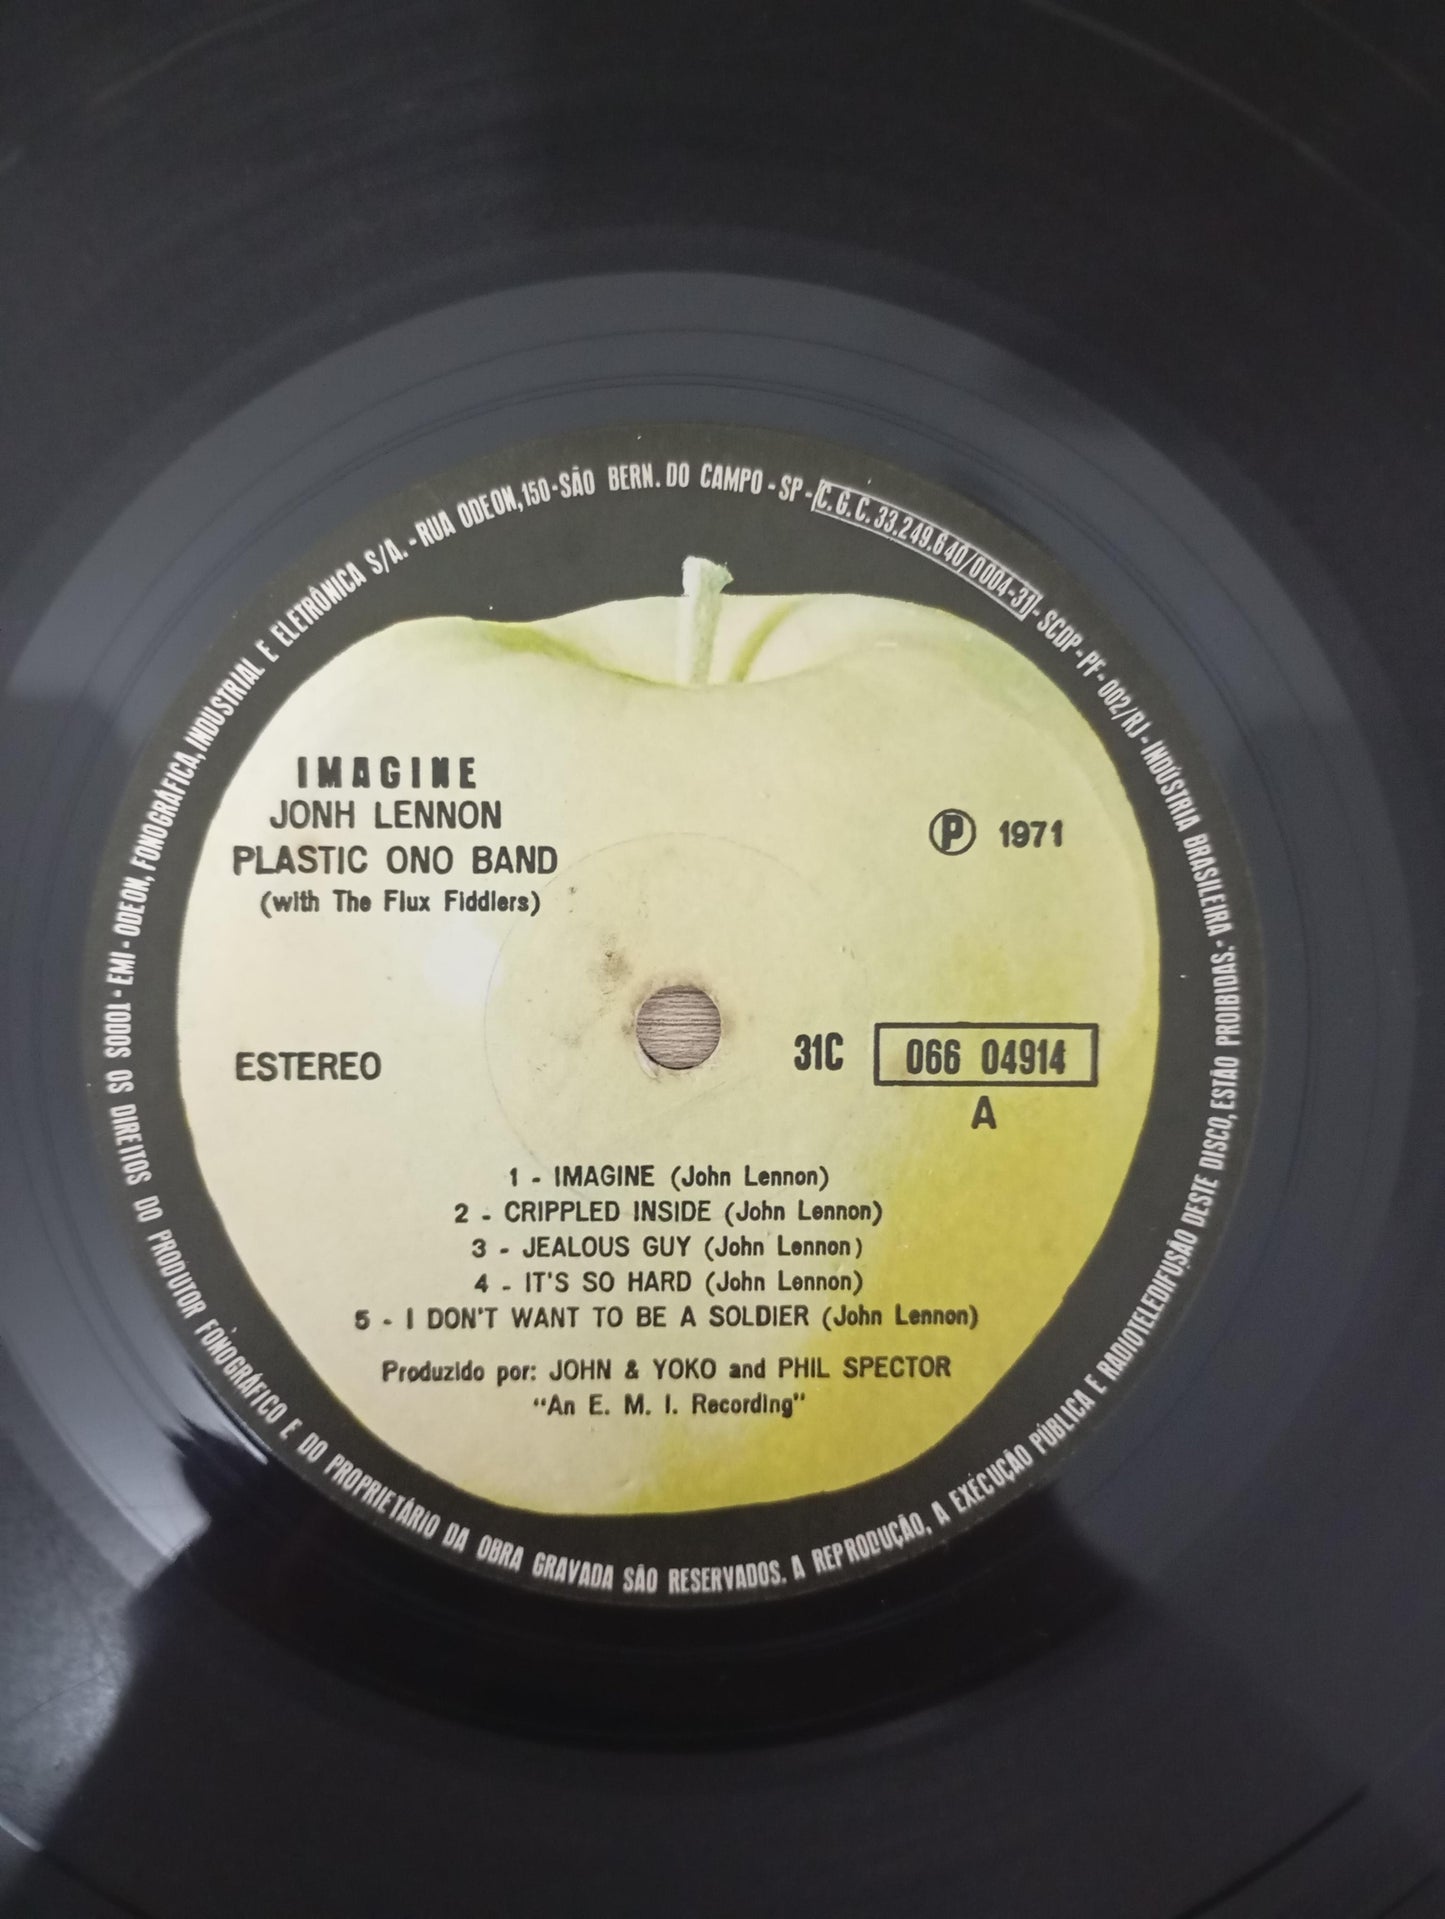 EMI - ODEON, FONOGRÁFICA, INDUSTRIAL E ELETRÔNICA S/A. - RUA ODEON, 150 - SÃO BERN. DO CAMPO - SP - C.G.C. 33.249.640/0004-31 - SCDP - PF - 002/RJ - INDÚSTRIA BRASILEIRA - TODOS OS DIREITOS DO PRODUTOR FONOGRÁFICO E DO PROPRIETÁRIO DA OBRA GRAVADA SÃO RESERVADOS. A REPRODUÇÃO, A EXECUÇÃO PÚBLICA E RADIOTELEDIFUSÃO DESTE DISCO, ESTÃO PROIBIDAS.
IMAGINE
JONH LENNON
PLASTIC ONO BAND
(with The Flux Fiddlers)
Ⓟ 1971
ESTEREO
31C 066 04914
A
1 - IMAGINE (John Lennon)
2 - CRIPPLED INSIDE (John Lennon)
3 - JEALOUS GUY (John Lennon)
4 - IT'S SO HARD (John Lennon)
5 - I DON'T WANT TO BE A SOLDIER (John Lennon)
Produzido por: JOHN & YOKO and PHIL SPECTOR
"An E. M. I. Recording"